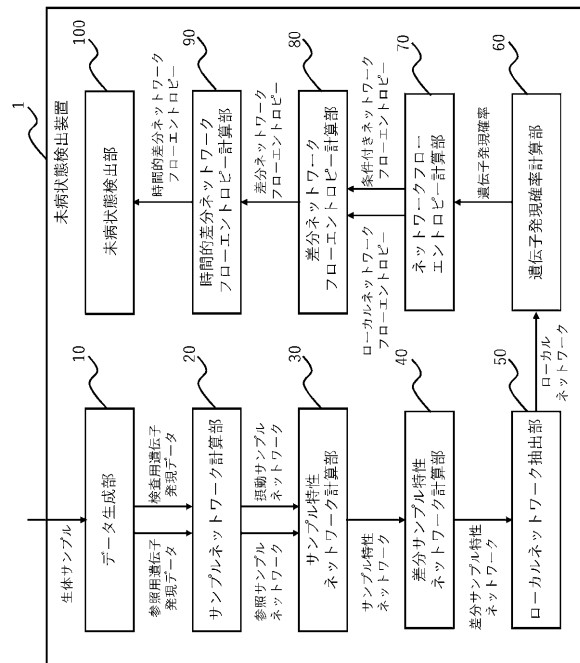 1
未病状態検出装置
生体サンプル
10
データ生成部
参照用遺伝子
発現データ
検査用遺伝子
発現データ
20
サンプルネットワーク計算部
参照サンプル
ネットワーク
摂動サンプル
ネットワーク
30
サンプル特性
ネットワーク計算部
サンプル特性
ネットワーク
40
差分サンプル特性
ネットワーク計算部
差分サンプル特性
ネットワーク
50
ローカルネットワーク抽出部
ローカル
ネットワーク
60
遺伝子発現確率計算部
遺伝子発現確率
70
ネットワークフロー
エントロピー計算部
ローカルネットワーク
フローエントロピー
条件付きネットワーク
フローエントロピー
80
差分ネットワーク
フローエントロピー計算部
差分ネットワーク
フローエントロピー
90
時間的差分ネットワーク
フローエントロピー計算部
時間的差分ネットワーク
フローエントロピー
100
未病状態検出部